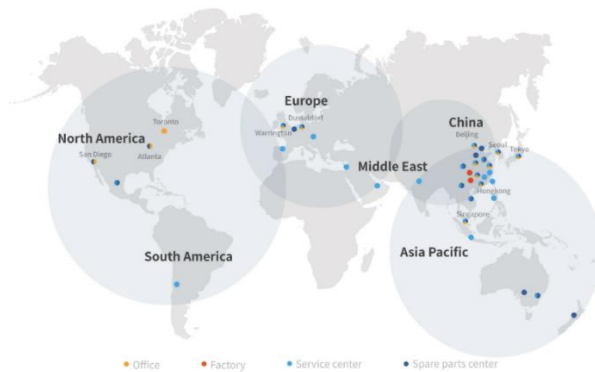 Europe
China
Toronto
Dusseldorf
North America
Warrington
Beijing
Seoul
Tokyo
San Diego
Atlanta
Middle East
Hongkong
Singapore
South America
Asia Pacific
Office
Factory
Service center
Spare parts center